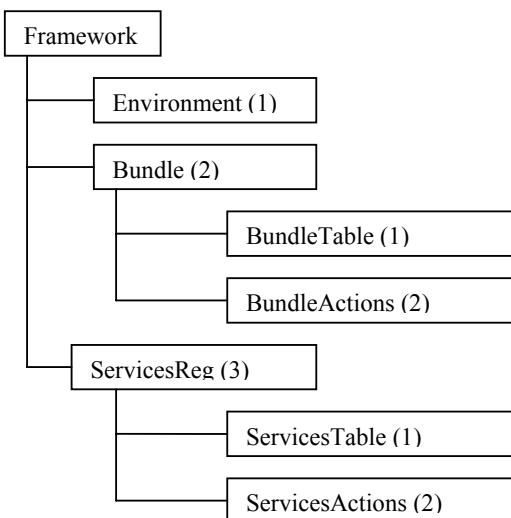 Framework
Environment (1)
Bundle (2)
BundleTable (1)
BundleActions (2)
ServicesReg (3)
ServicesTable (1)
ServicesActions (2)